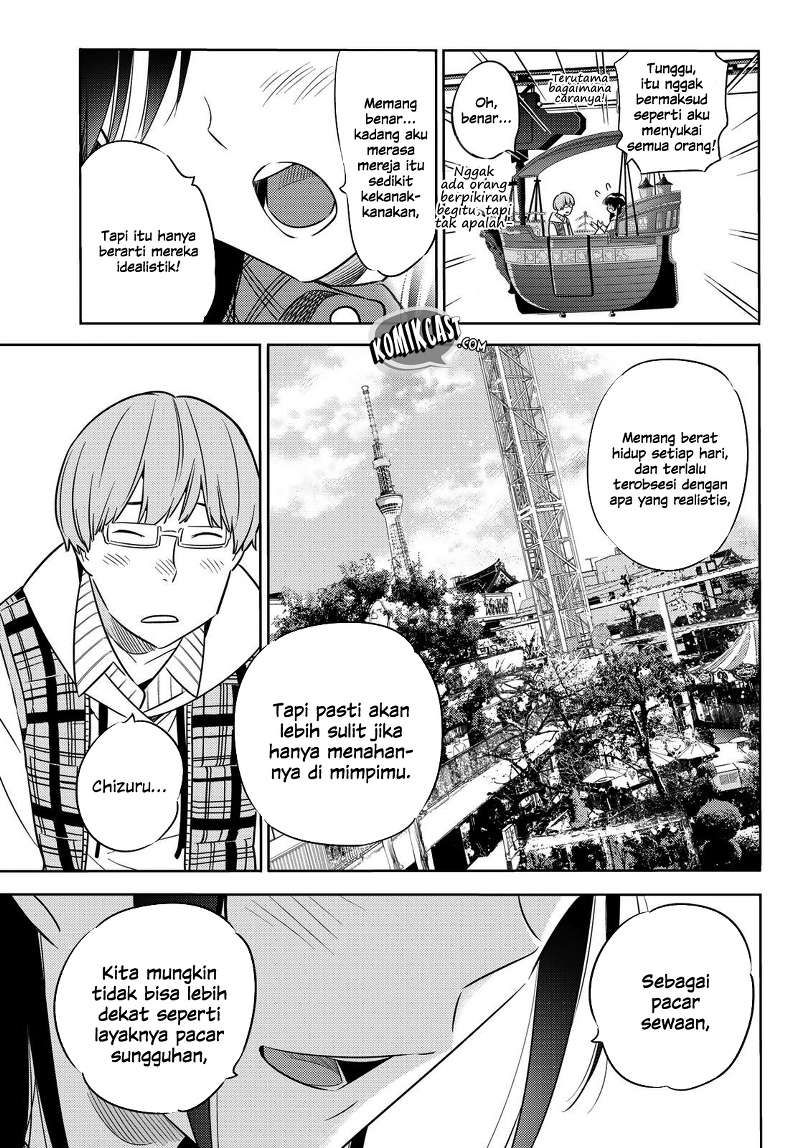 Tunggu,
itu nggak
bermaksud
seperti aku
menyukai
semua orang!
Terutama
bagaimana
caranya!
Oh,
benar...
Nggak
ada orang
berpikiran
begitu, tapi
tak apalah~
Memang
benar...
kadang aku
merasa
mereja itu
sedikit
kekanak-
kanakan,
Tapi itu hanya
berarti mereka
idealistik!
KOMIKCAST
.COM
Memang berat
hidup setiap hari,
dan terlalu
terobsesi dengan
apa yang realistis,
Tapi pasti akan
lebih sulit jika
hanya menahan-
nya di mimpimu.
Chizuru...
Sebagai
pacar
sewaan,
Kita mungkin
tidak bisa lebih
dekat seperti
layaknya pacar
sungguhan,